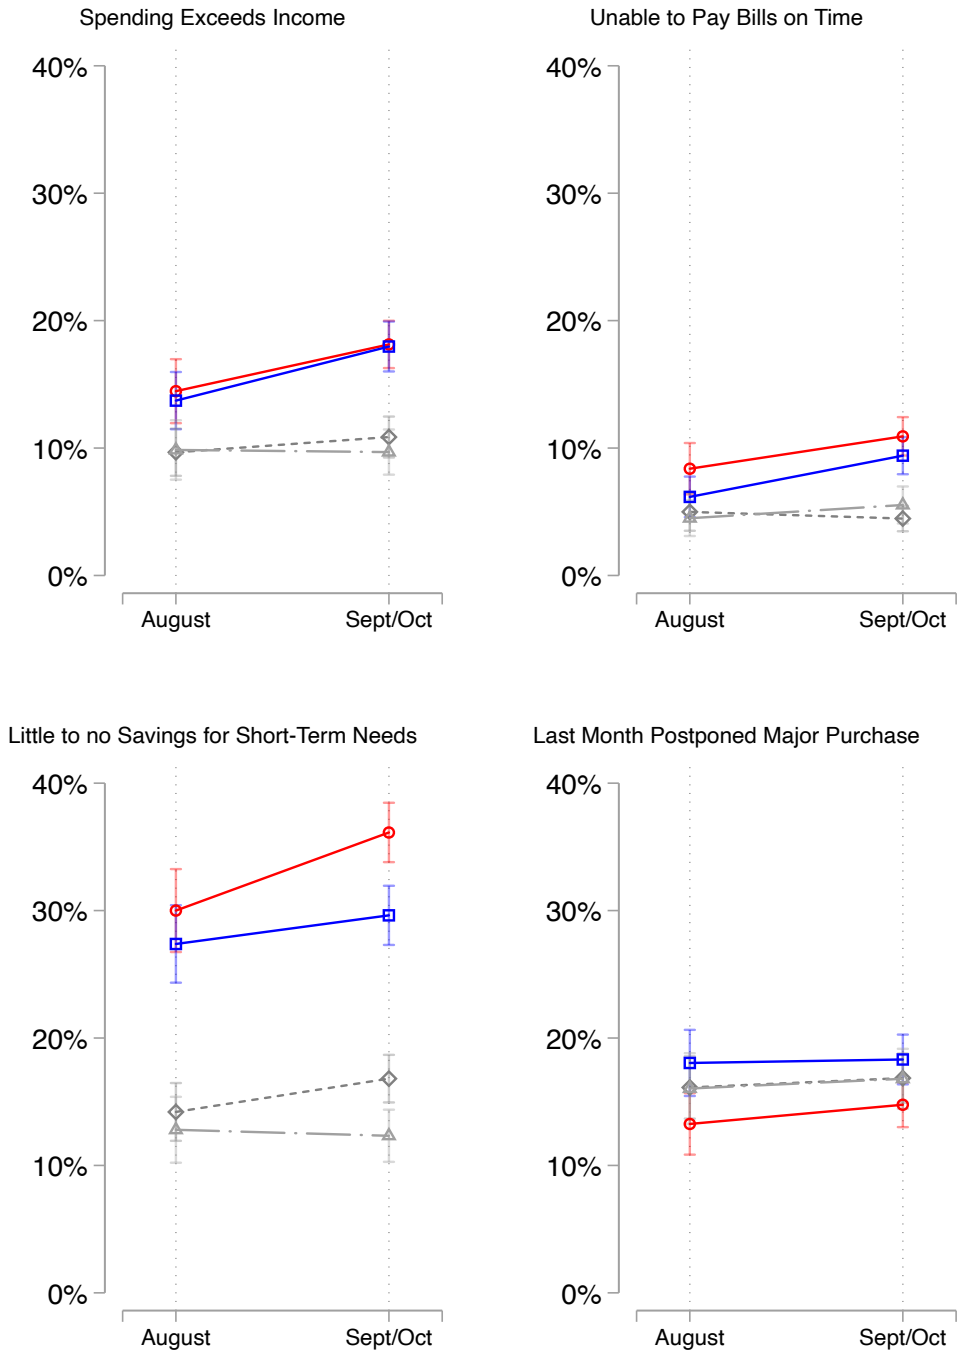 Spending Exceeds Income
40%
30%
20%
10%
0%
August Sept/Oct
Unable to Pay Bills on Time
40%
30%
20%
10%
0%
August Sept/Oct
Little to no Savings for Short-Term Needs
40%
30%
20%
10%
0%
August Sept/Oct
Last Month Postponed Major Purchase
40%
30%
20%
10%
0%
August Sept/Oct